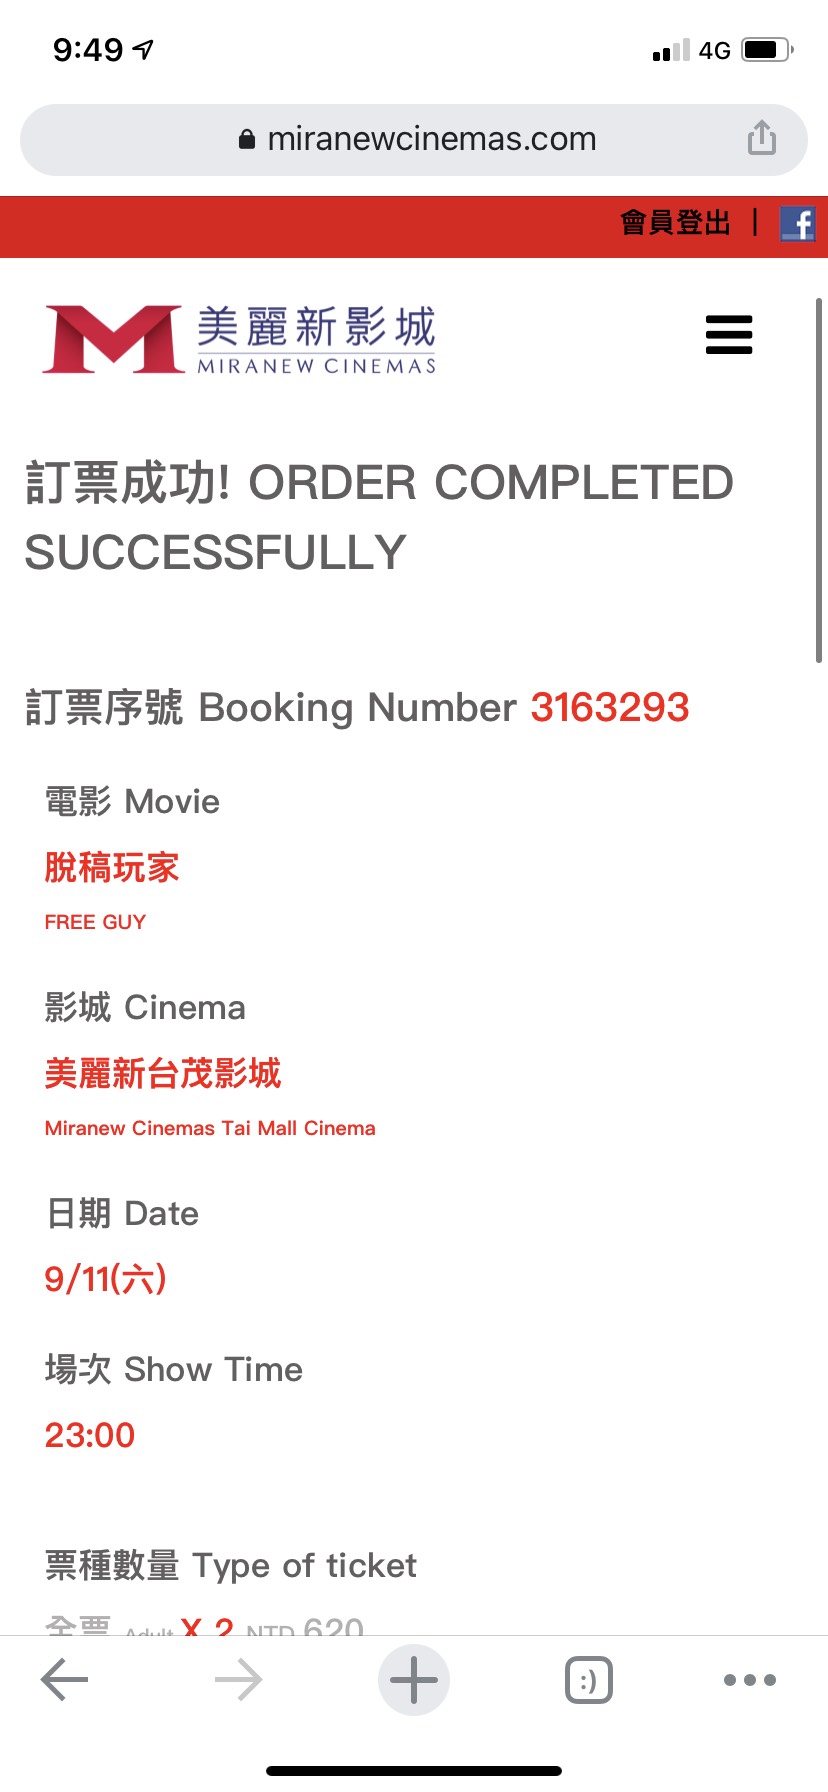 9:49
4G
miranewcinemas.com
會員登出 |
f
美麗新影城
MIRANEW CINEMAS
訂票成功! ORDER COMPLETED
SUCCESSFULLY
訂票序號 Booking Number 3163293
電影 Movie
脫稿玩家
FREE GUY
影城 Cinema
美麗新台茂影城
Miranew Cinemas Tai Mall Cinema
日期 Date
9/11(六)
場次 Show Time
23:00
票種數量 Type of ticket
全票 Adult X 2 NTD 620
:)